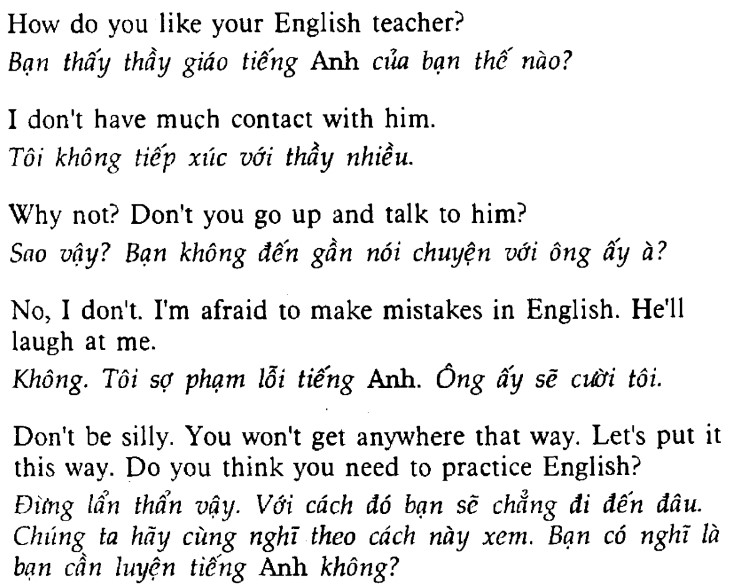 How do you like your English teacher?
Bạn thấy thầy giáo tiếng Anh của bạn thế nào?
I don't have much contact with him.
Tôi không tiếp xúc với thầy nhiều.
Why not? Don't you go up and talk to him?
Sao vậy? Bạn không đến gần nói chuyện với ông ấy à?
No, I don't. I'm afraid to make mistakes in English. He'll
laugh at me.
Không. Tôi sợ phạm lỗi tiếng Anh. Ông ấy sẽ cười tôi.
Don't be silly. You won't get anywhere that way. Let's put it
this way. Do you think you need to practice English?
Đừng lẩn thẩn vậy. Với cách đó bạn sẽ chẳng đi đến đâu.
Chúng ta hãy cùng nghĩ theo cách này xem. Bạn có nghĩ là
bạn cần luyện tiếng Anh không?